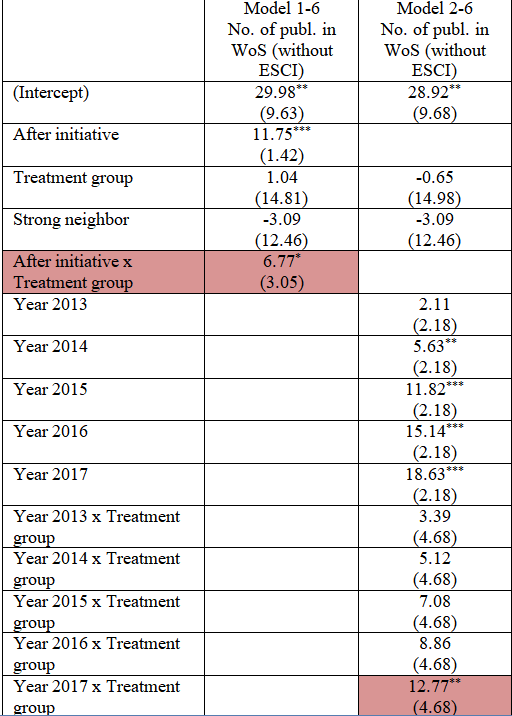 Model 1-6 Model 2-6
No. of publ. in No. of publ. in
WoS (without WoS (without
ESCI) ESCI)
(Intercept) 29.98** 28.92**
(9.63) (9.68)
After initiative 11.75***
(1.42)
Treatment group 1.04 -0.65
(14.81) (14.98)
Strong neighbor -3.09 -3.09
(12.46) (12.46)
After initiative x 6.77*
Treatment group (3.05)
Year 2013 2.11
(2.18)
Year 2014 5.63**
(2.18)
Year 2015 11.82***
(2.18)
Year 2016 15.14***
(2.18)
Year 2017 18.63***
(2.18)
Year 2013 x Treatment 3.39
group (4.68)
Year 2014 x Treatment 5.12
group (4.68)
Year 2015 x Treatment 7.08
group (4.68)
Year 2016 x Treatment 8.86
group (4.68)
Year 2017 x Treatment 12.77**
group (4.68)